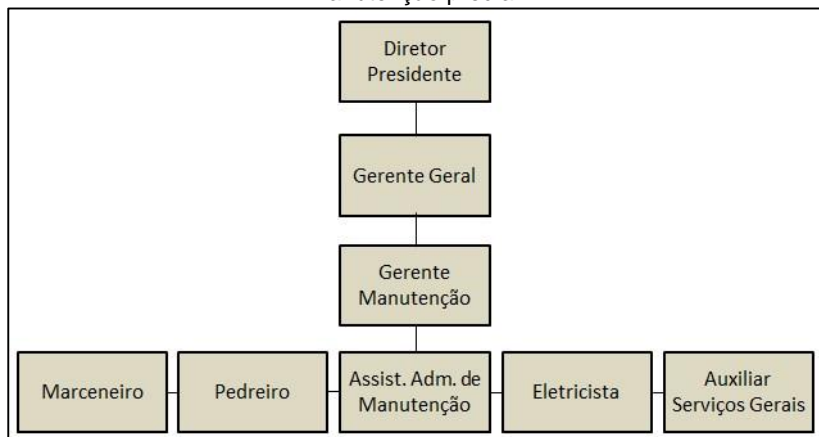 Diretor
Presidente
Gerente Geral
Gerente
Manutenção
Marceneiro
Pedreiro
Assist. Adm. de
Manutenção
Eletricista
Auxiliar
Serviços Gerais